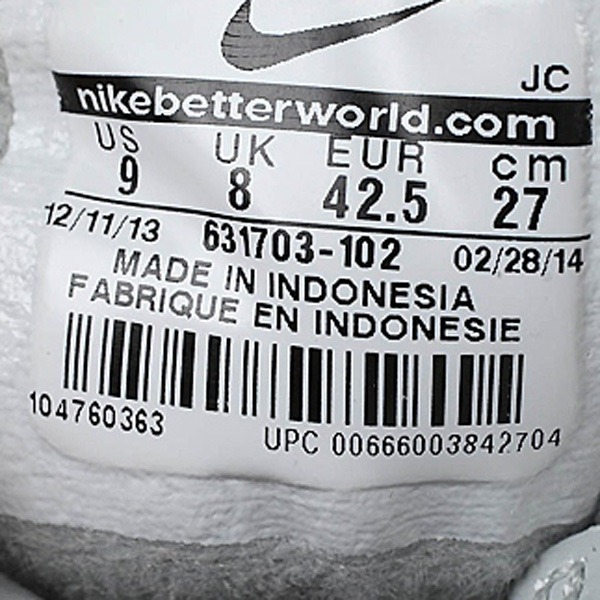 JC
nikebetterworld.com
US UK EUR cm
9 8 42.5 27
12/11/13 631703-102 02/28/14
MADE IN INDONESIA
FABRIQUE EN INDONESIE
104760363
UPC 00666003842704